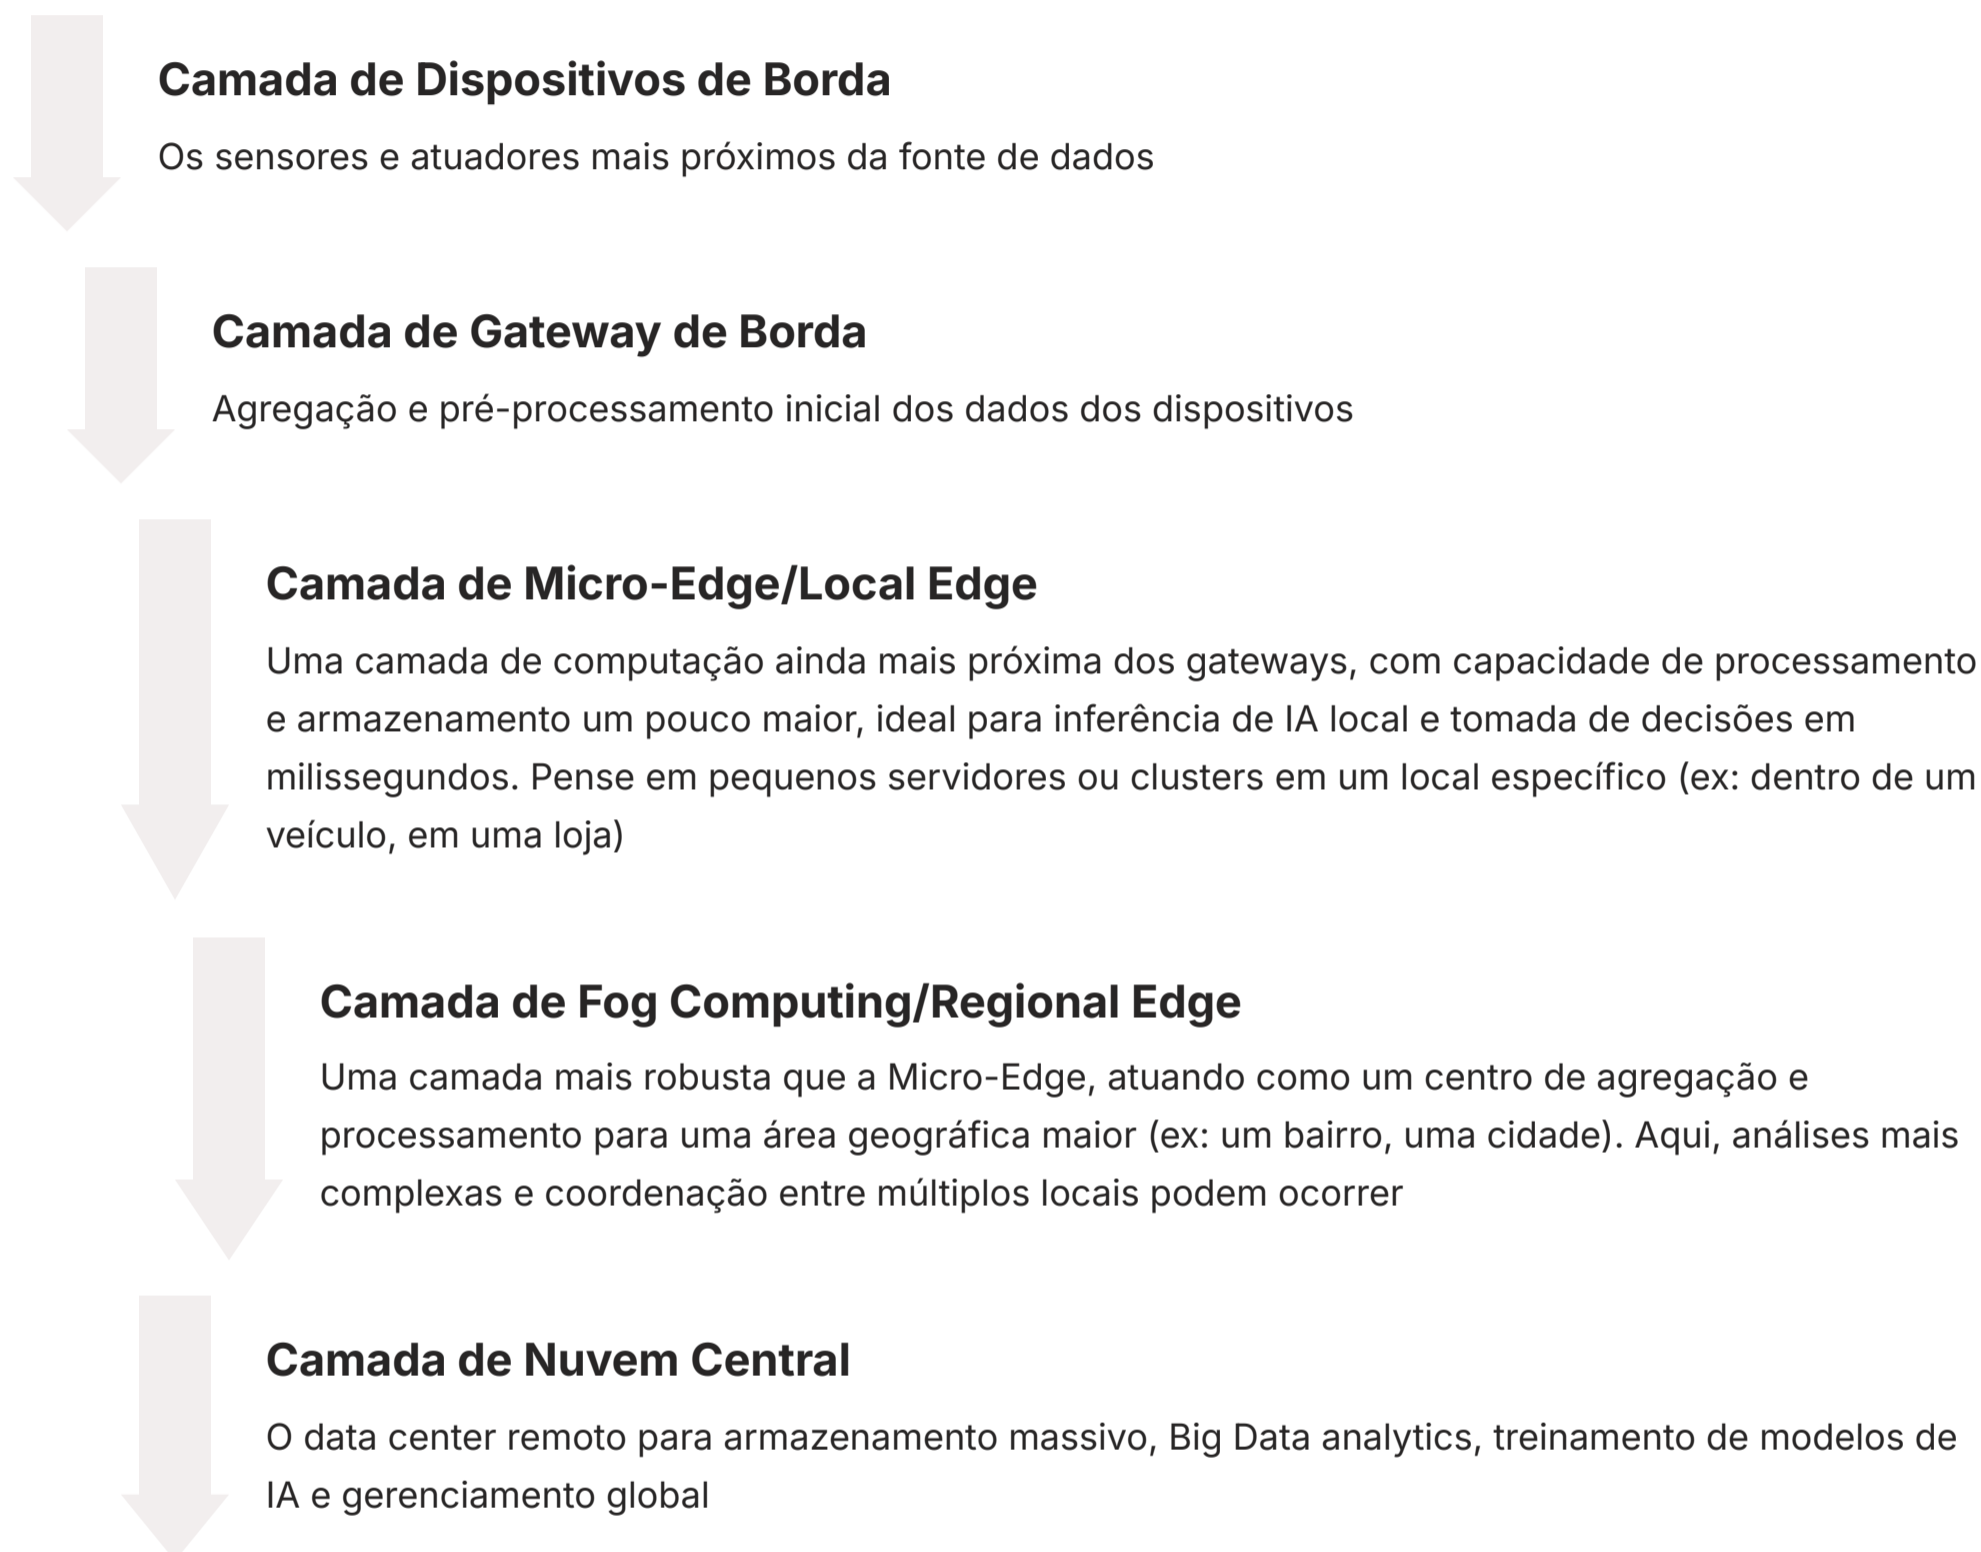 Camada de Dispositivos de Borda
Os sensores e atuadores mais próximos da fonte de dados
Camada de Gateway de Borda
Agregação e pré-processamento inicial dos dados dos dispositivos
Camada de Micro-Edge/Local Edge
Uma camada de computação ainda mais próxima dos gateways, com capacidade de processamento
e armazenamento um pouco maior, ideal para inferência de IA local e tomada de decisões em
milissegundos. Pense em pequenos servidores ou clusters em um local específico (ex: dentro de um
veículo, em uma loja)
Camada de Fog Computing/Regional Edge
Uma camada mais robusta que a Micro-Edge, atuando como um centro de agregação e
processamento para uma área geográfica maior (ex: um bairro, uma cidade). Aqui, análises mais
complexas e coordenação entre múltiplos locais podem ocorrer
Camada de Nuvem Central
O data center remoto para armazenamento massivo, Big Data analytics, treinamento de modelos de
IA e gerenciamento global